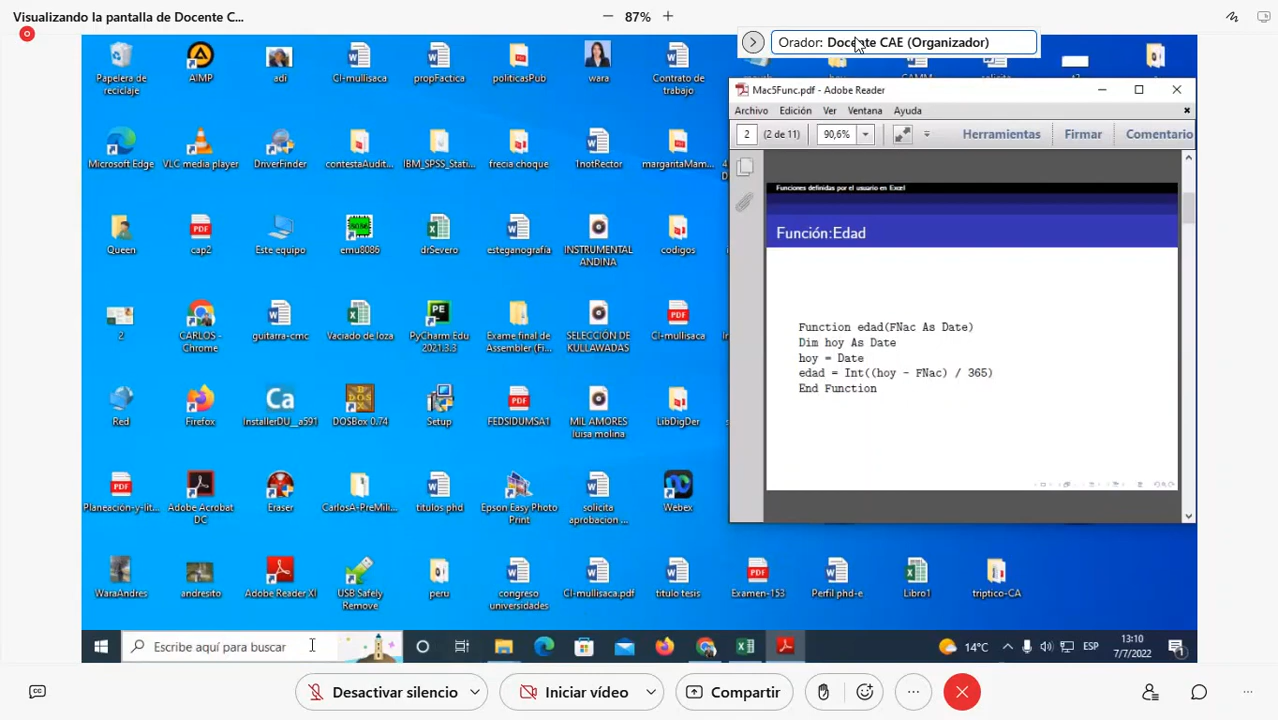 Visualizando la pantalla de Docente C...
87%
Orador: Docente CAE (Organizador)
Papelera de reciclaje
AIMP
adi
CI-mullisaca
propFactica
politicasPub
wara
Contrato de trabajo
Mac5Func.pdf - Adobe Reader
Archivo Edición Ver Ventana Ayuda
2 (2 de 11) 90,6% Herramientas Firmar Comentario
Microsoft Edge
VLC media player
DriverFinder
contestaAudit...
IBM_SPSS_Stati...
frecia choque
1notRector
margaritaMam...
Funciones definidas por el usuario en Excel
Función:Edad
Queen
cap2
Este equipo
emu8086
drSevero
esteganografia
INSTRUMENTAL ANDINA
codigos
Function edad(FNac As Date)
Dim hoy As Date
hoy = Date
edad = Int((hoy - FNac) / 365)
End Function
2
CARLOS - Chrome
guitarra-cmc
Vaciado de loza
PyCharm Edu 2021.3.3
Examen final de Assembler (Fi...
SELECCIÓN DE KULLAWADAS
CI-mullisaca
Red
Firefox
InstallerDU_a591
DOSBox 0.74
Setup
FEDSIDUMSA1
MIL AMORES luisa molina
LibDigDer
Planeación-y-lit...
Adobe Acrobat DC
Eraser
CarlosA-PreMili...
titulos phd
Epson Easy Photo Print
solicita aprobacion ...
Webex
WaraAndres
andresito
Adobe Reader XI
USB Safely Remove
peru
congreso universidades
CI-mullisaca.pdf
titulo tesis
Examen-153
Perfil phd-e
Libro1
triptico-CA
Escribe aquí para buscar
14°C
ESP
13:10
7/7/2022
Desactivar silencio
Iniciar vídeo
Compartir